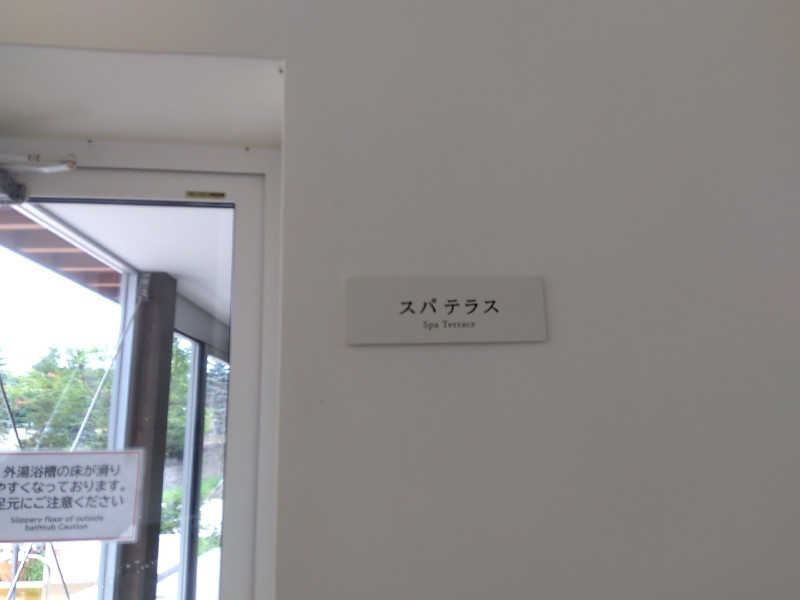 スパ テラス
Spa Terrace
外湯浴槽の床が滑り
やすくなっております。
足元にご注意ください
Slippery floor of outside
bathtub Caution